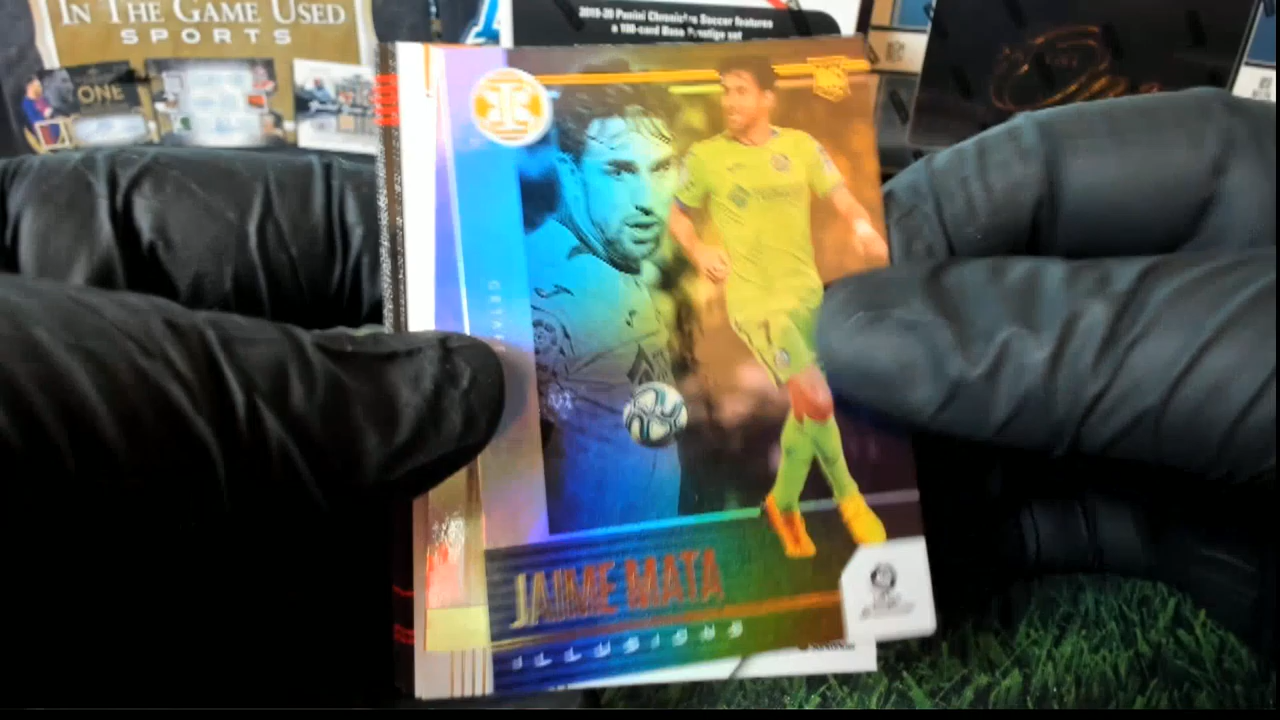 IN THE GAME USED
SPORTS
ONE
2019-20 Panini Chronicles Soccer features
a 100-card Base Prestige set
JAIME MATA
ILLUSIONS